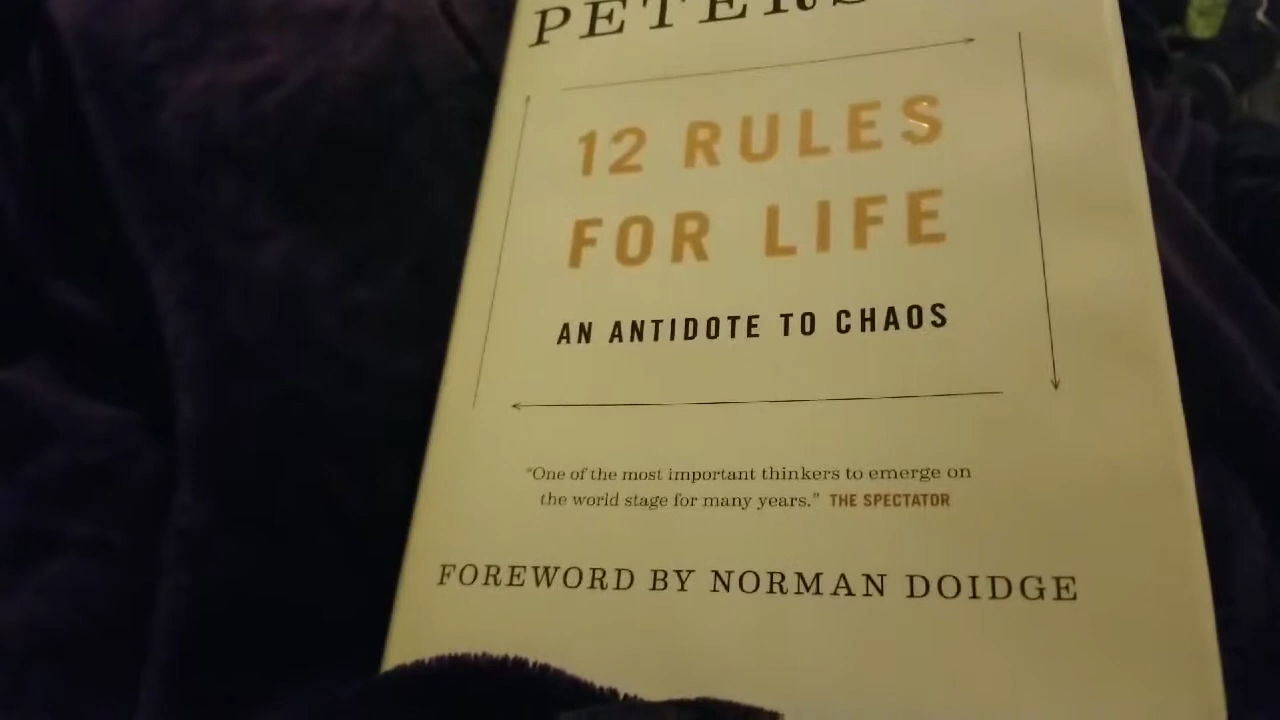 PETERS
12 RULES
FOR LIFE
AN ANTIDOTE TO CHAOS
"One of the most important thinkers to emerge on
the world stage for many years." THE SPECTATOR
FOREWORD BY NORMAN DOIDGE